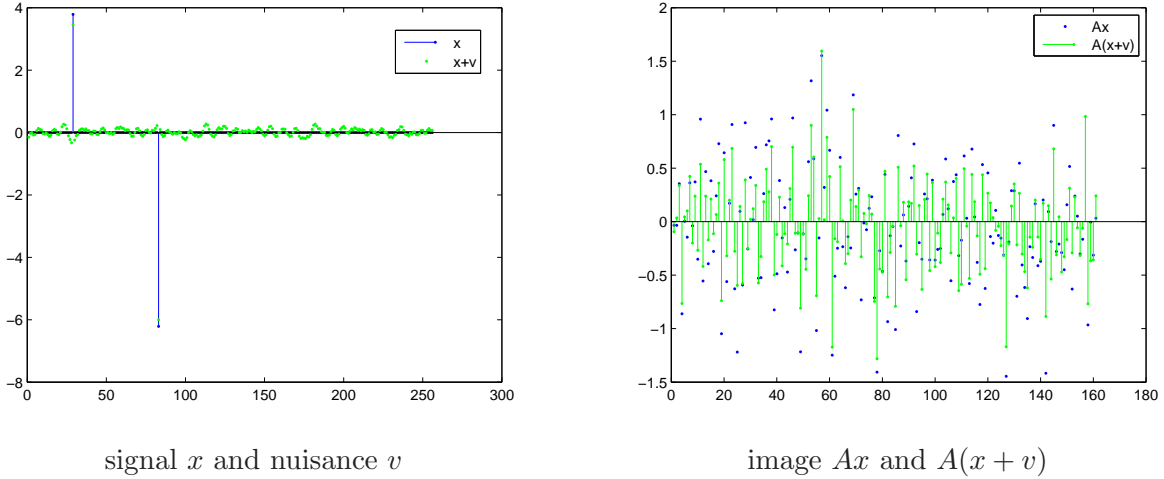 4
2
0
−2
−4
−6
−8
0 50 100 150 200 250 300
x
x+v
signal x and nuisance v
2
1.5
1
0.5
0
−0.5
−1
−1.5
0 20 40 60 80 100 120 140 160 180
Ax
A(x+v)
image Ax and A(x + v)